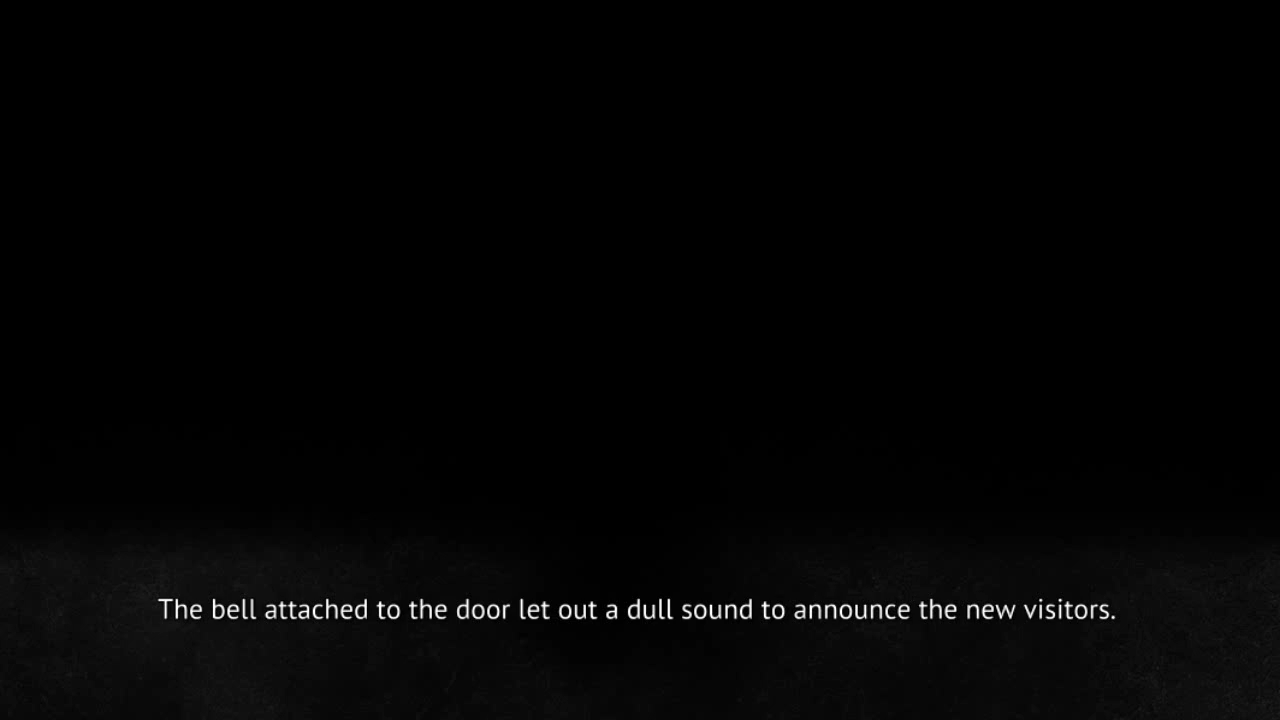 The bell attached to the door let out a dull sound to announce the new visitors.